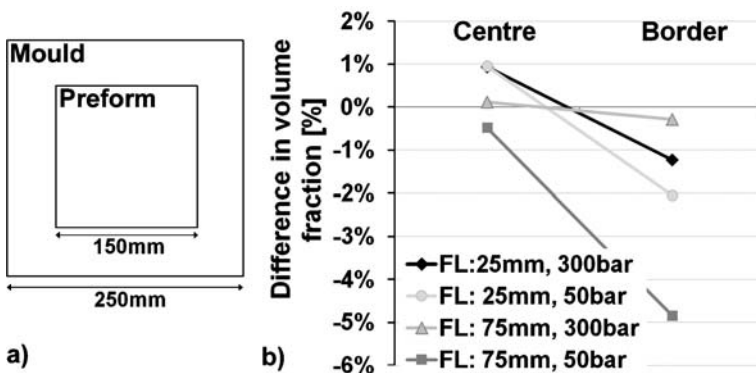 Mould
Preform
150mm
250mm
a)
Difference in volume
fraction [%]
2%
1%
0%
-1%
-2%
-3%
-4%
-5%
-6%
Centre
Border
FL:25mm, 300bar
FL: 25mm, 50bar
FL: 75mm, 300bar
FL: 75mm, 50bar
b)